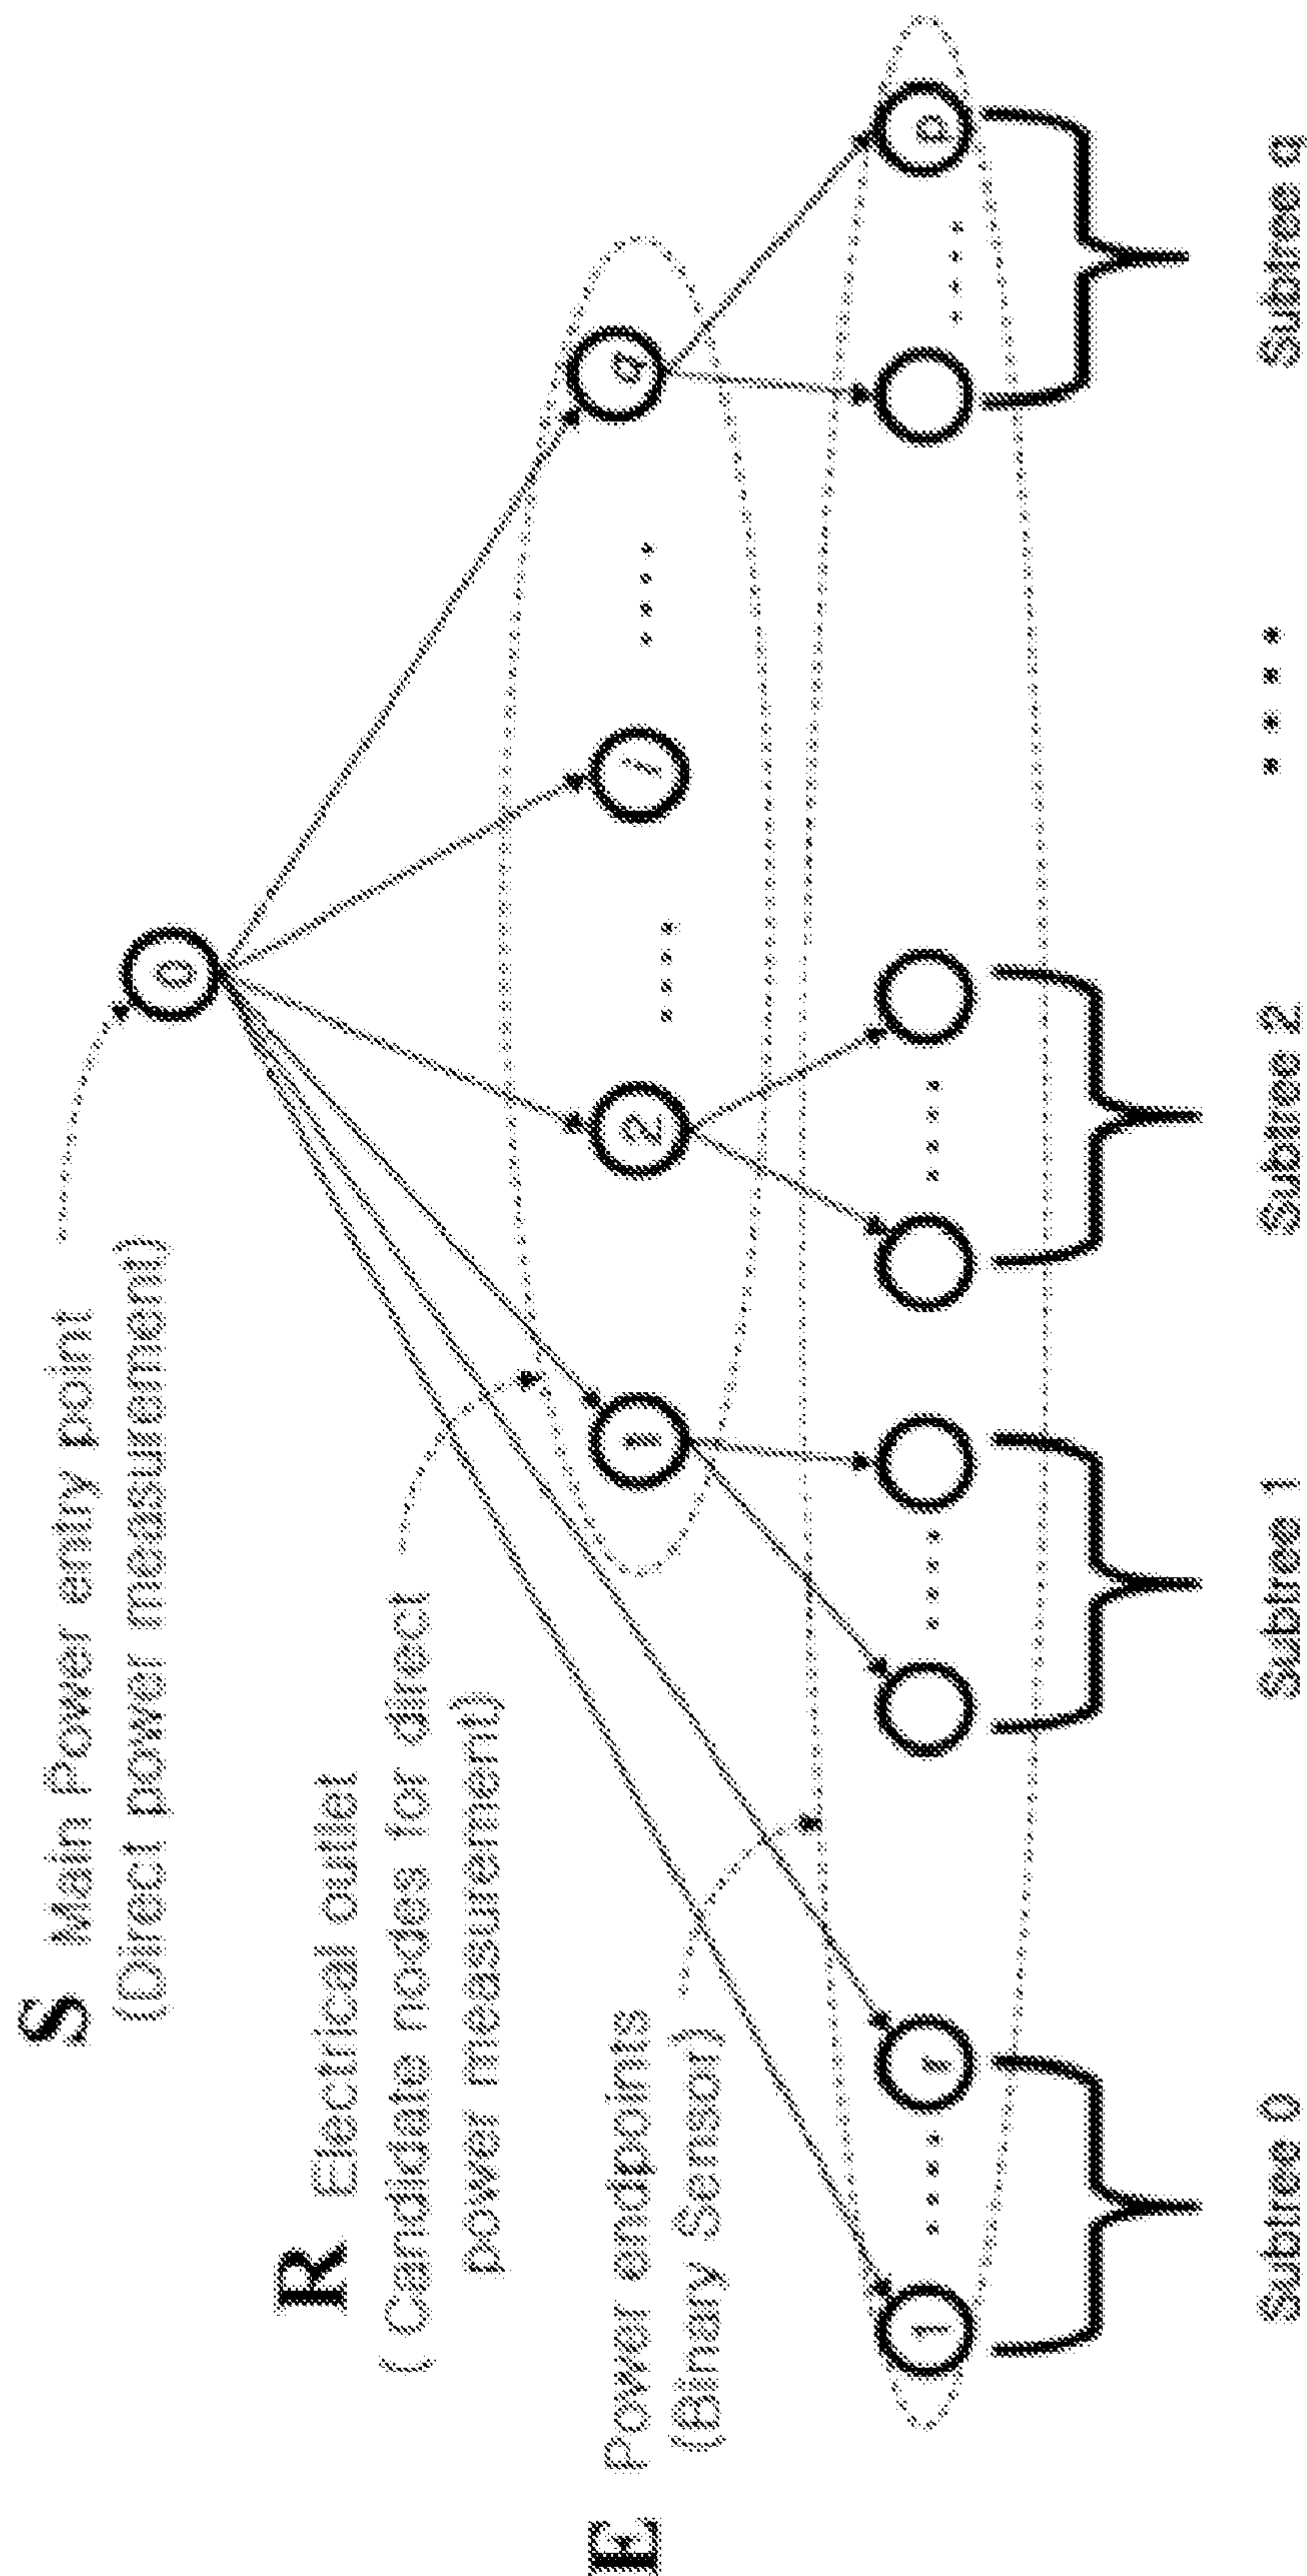 S Main Power entry point
(Direct power measurement)
0
R Electrical outlet
( Candidate nodes for direct
power measurement)
1 2 .... i .... q
E Power endpoints
(Binary Sensor)
1 .... r .... .... .... p
Subtree 0 Subtree 1 Subtree 2 .... Subtree q